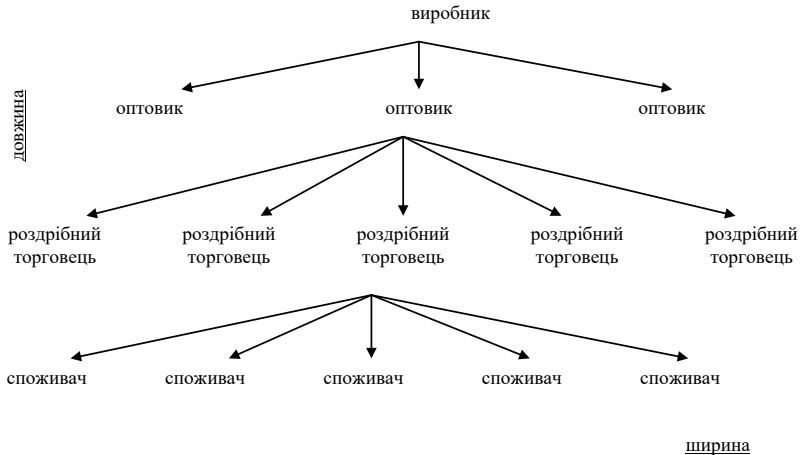 виробник
довжина
оптовик оптовик оптовик
роздрібний роздрібний роздрібний роздрібний роздрібний
торговець торговець торговець торговець торговець
споживач споживач споживач споживач споживач
ширина